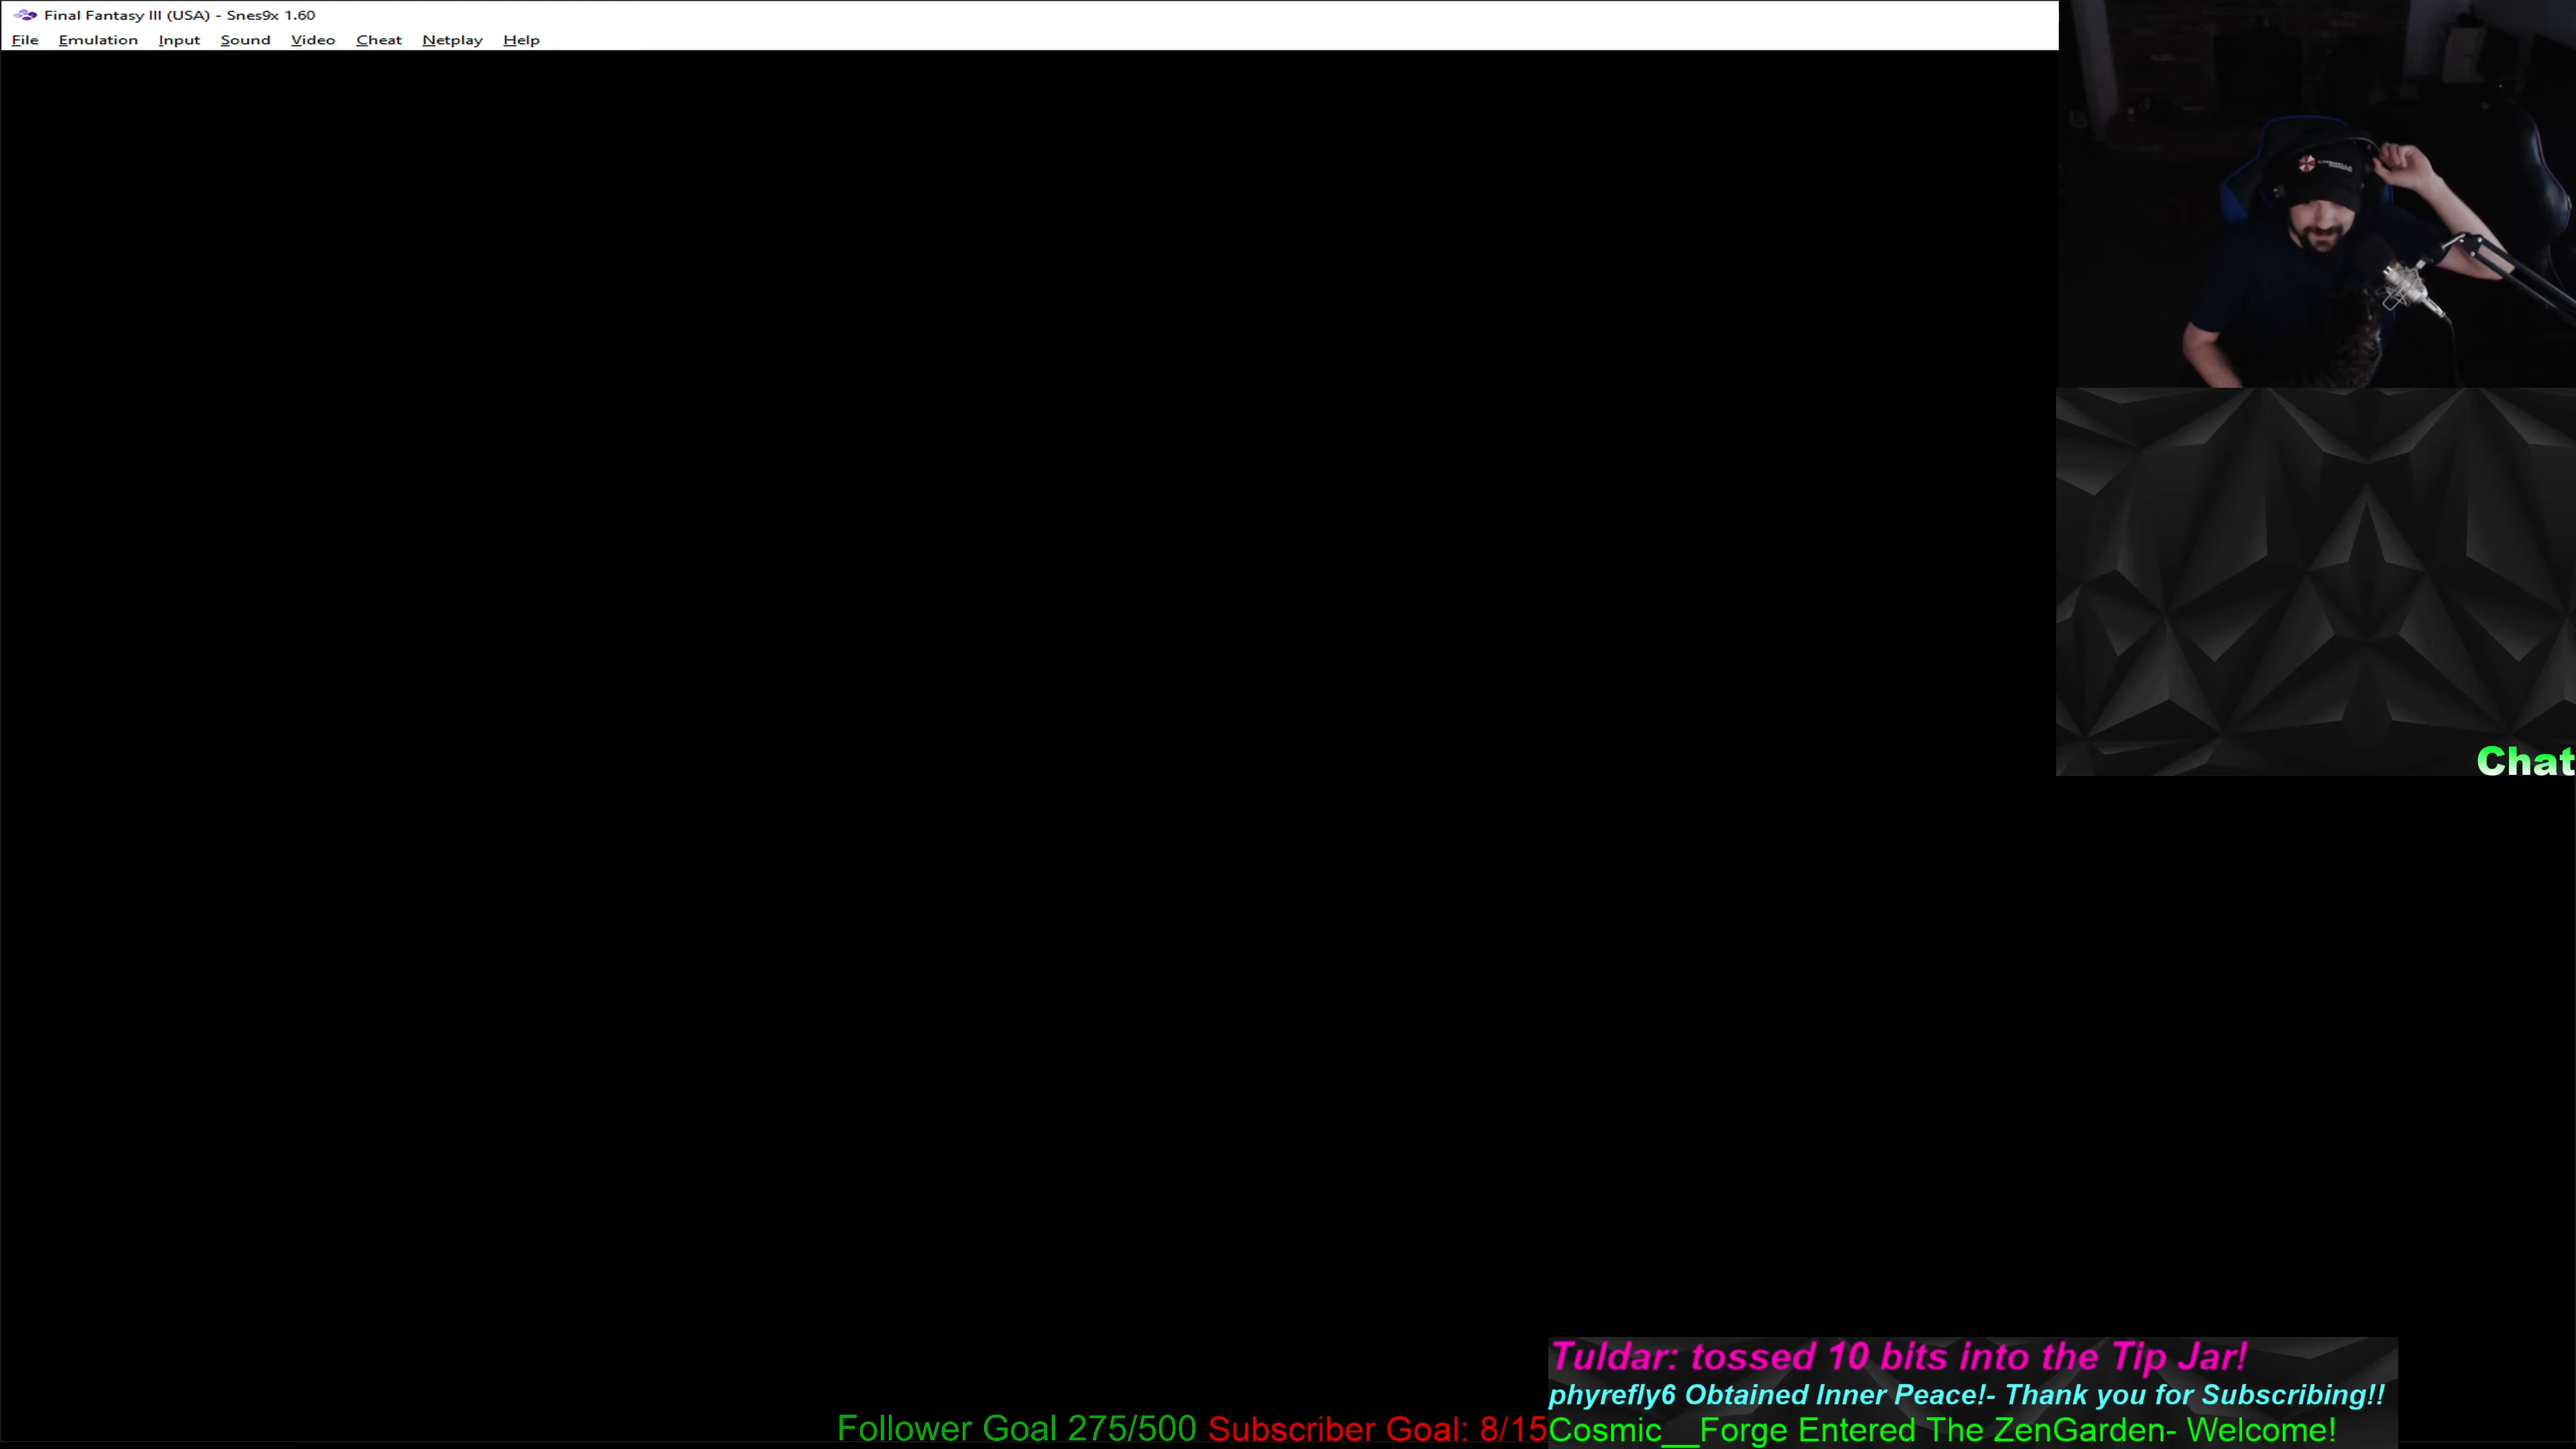 Final Fantasy III (USA) - Snes9x 1.60
File Emulation Input Sound Video Cheat Netplay Help
Chat
Tuldar: tossed 10 bits into the Tip Jar!
phyrefly6 Obtained Inner Peace!- Thank you for Subscribing!!
Follower Goal 275/500 Subscriber Goal: 8/15 Cosmic__Forge Entered The ZenGarden- Welcome!